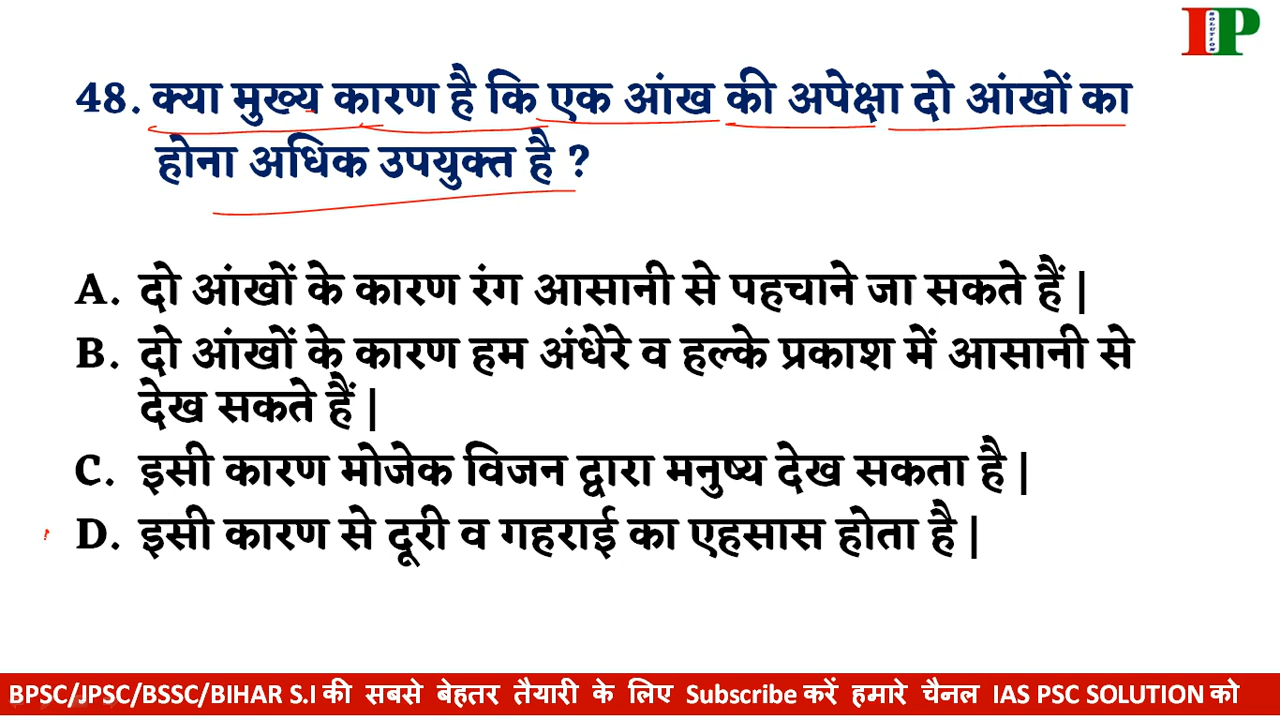 IP
SOLUTION
48. क्या मुख्य कारण है कि एक आंख की अपेक्षा दो आंखों का
होना अधिक उपयुक्त है ?
A. दो आंखों के कारण रंग आसानी से पहचाने जा सकते हैं |
B. दो आंखों के कारण हम अंधेरे व हल्के प्रकाश में आसानी से
देख सकते हैं |
C. इसी कारण मोजेक विजन द्वारा मनुष्य देख सकता है |
D. इसी कारण से दूरी व गहराई का एहसास होता है |
BPSC/JPSC/BSSC/BIHAR S.I की सबसे बेहतर तैयारी के लिए Subscribe करें हमारे चैनल IAS PSC SOLUTION को